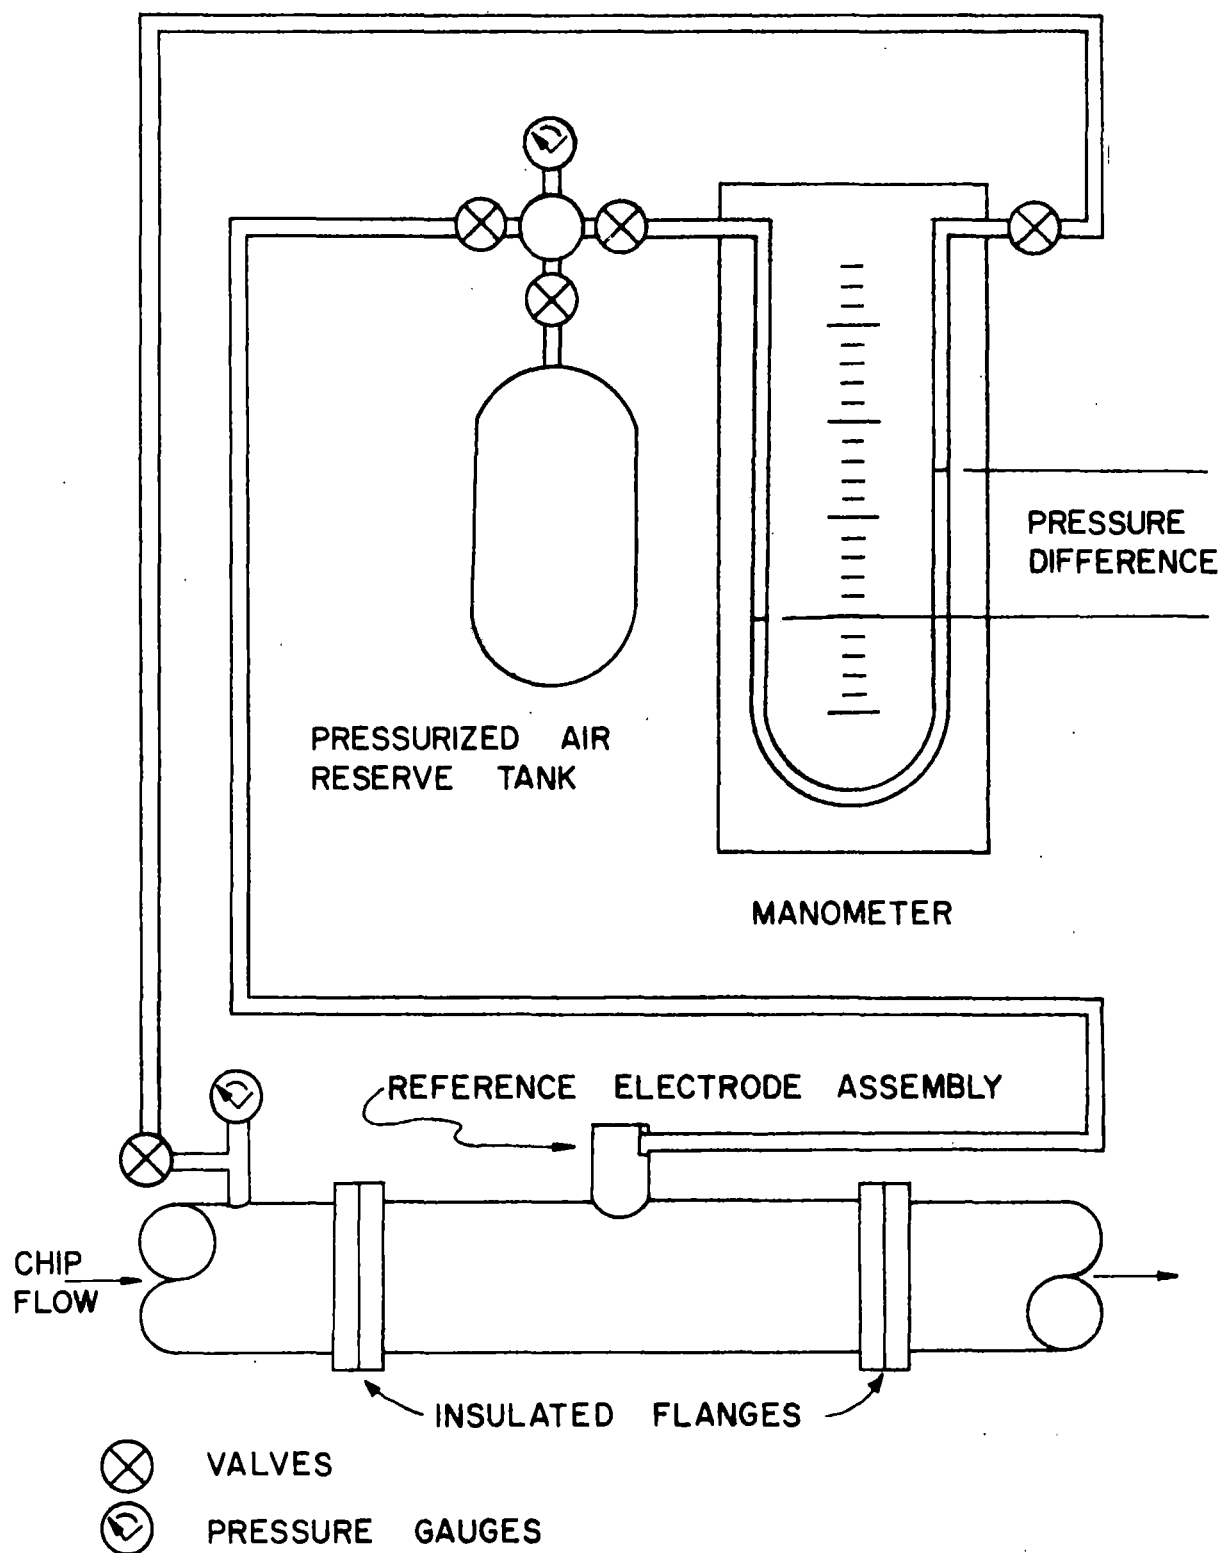 PRESSURE
DIFFERENCE
PRESSURIZED AIR
RESERVE TANK
MANOMETER
REFERENCE ELECTRODE ASSEMBLY
CHIP
FLOW
INSULATED FLANGES
VALVES
PRESSURE GAUGES